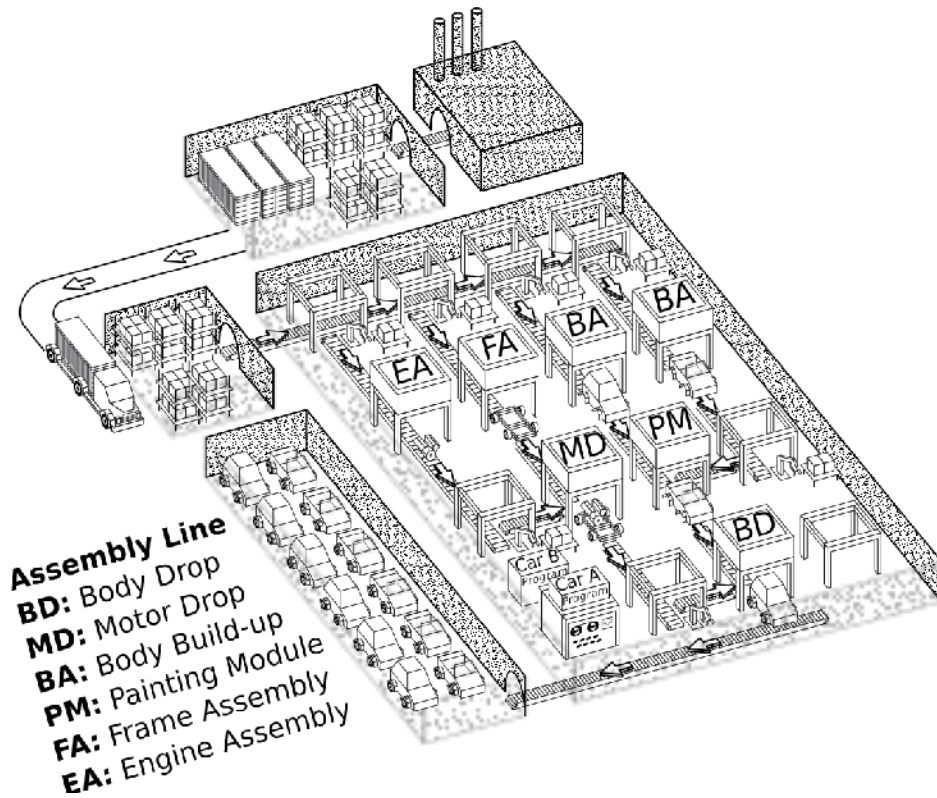 BA
BA
FA
EA
PM
MD
BD
Car B
Program
Car A
Program
Assembly Line
BD: Body Drop
MD: Motor Drop
BA: Body Build-up
PM: Painting Module
FA: Frame Assembly
EA: Engine Assembly